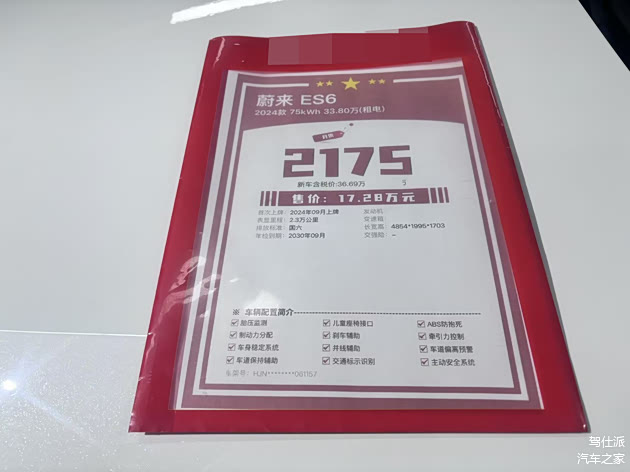 蔚来 ES6
2024款 75kWh 33.80万(租电)
2175
新车含税价:36.69万
售价：17.28万元
首次上牌: 2024年09月上牌 发动机:
表显里程: 2.3万公里 变速箱:
排放标准: 国六 长宽高: 4854*1995*1703
年检到期: 2030年09月 交强险: –
※ 车辆配置简介
胎压监测 儿童座椅接口 ABS防抱死
制动力分配 刹车辅助 牵引力控制
车身稳定系统 并线辅助 车道偏离预警
车道保持辅助 交通标示识别 主动安全系统
车架号: HJN********081157
驾仕派
汽车之家